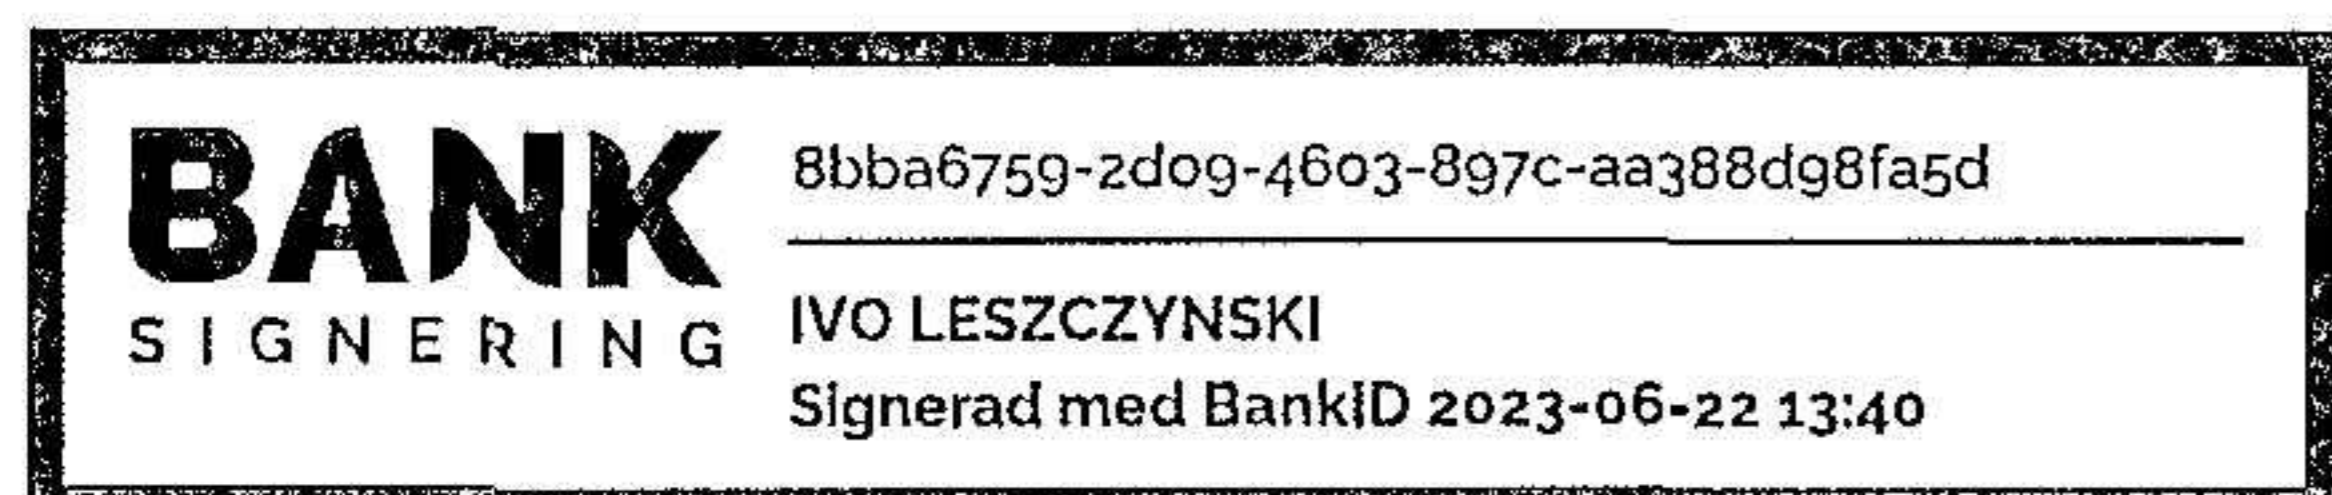 BANK
SIGNERING
8bba6759-2d09-4603-897c-aa388d98fa5d
IVO LESZCZYNSKI
Signerad med BankID 2023-06-22 13:40